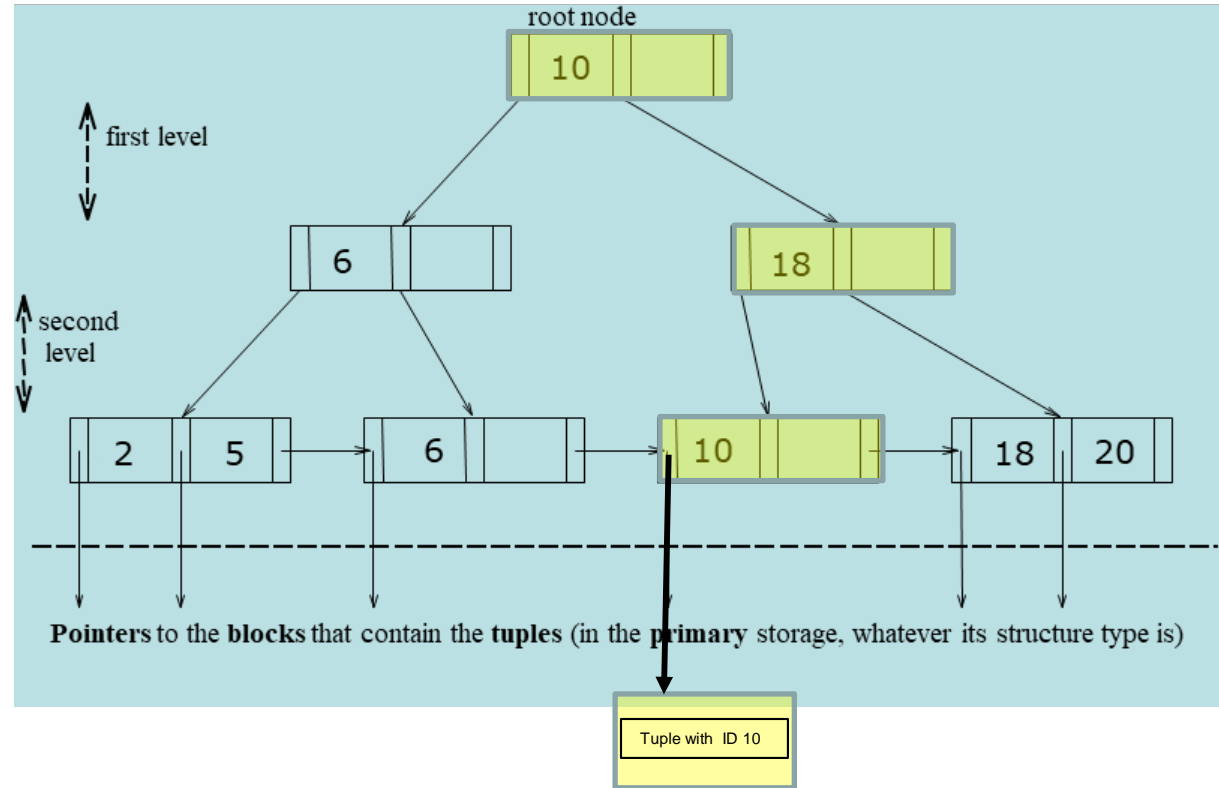 root node
10
first level
6
18
second
level
2 5 6 10 18 20
Pointers to the blocks that contain the tuples (in the primary storage, whatever its structure type is)
Tuple with ID 10